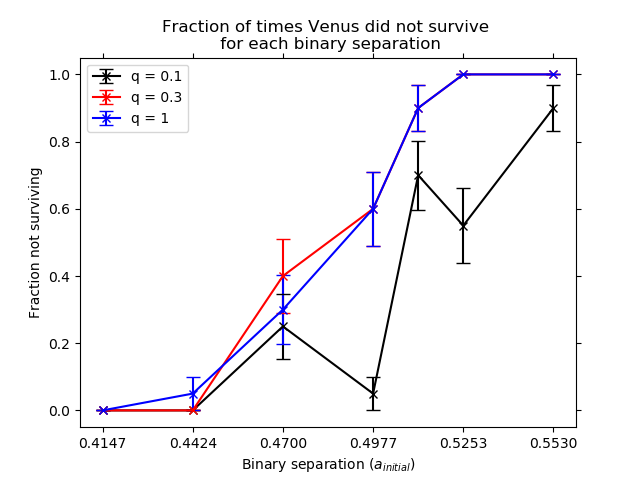 Fraction of times Venus did not survive
for each binary separation
q = 0.1
q = 0.3
q = 1
Fraction not surviving
1.0
0.8
0.6
0.4
0.2
0.0
0.4147 0.4424 0.4700 0.4977 0.5253 0.5530
Binary separation (a_initial)